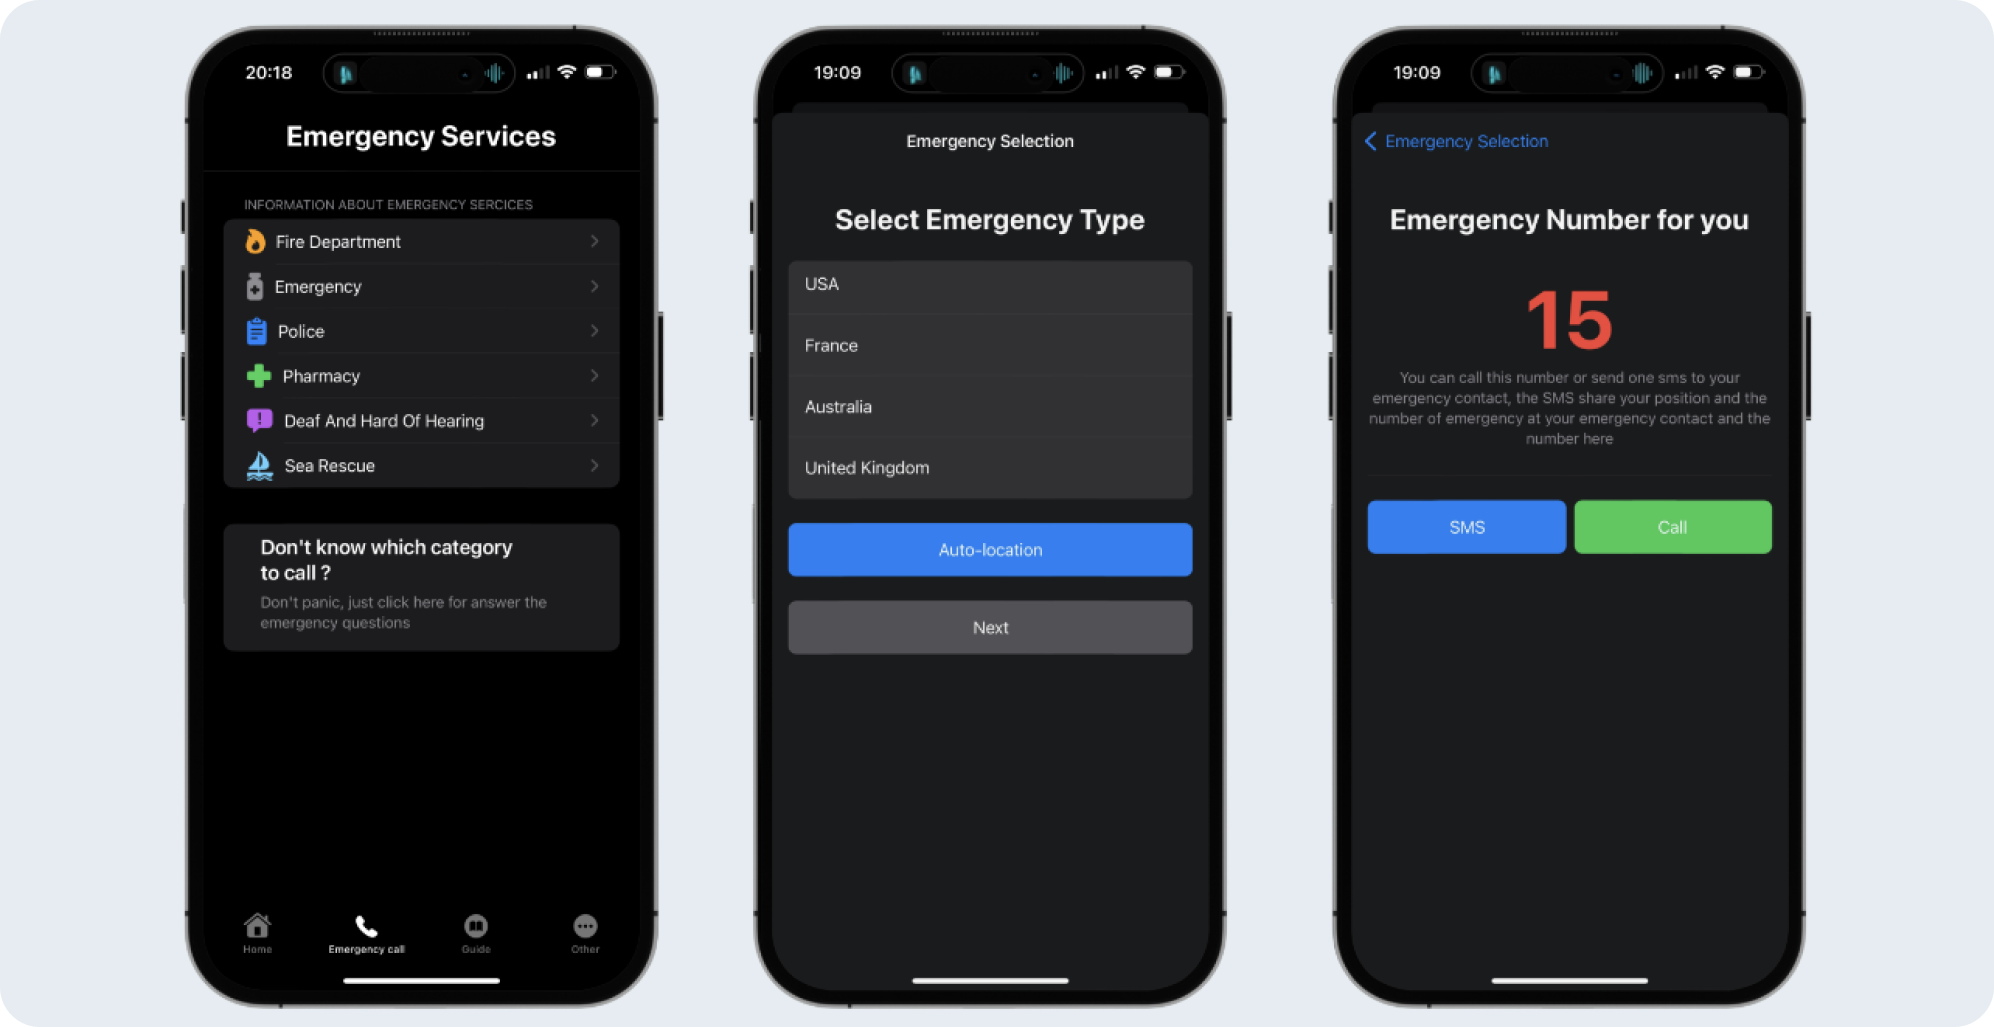 20:18
Emergency Services
INFORMATION ABOUT EMERGENCY SERCICES
Fire Department
Emergency
Police
Pharmacy
Deaf And Hard Of Hearing
Sea Rescue
Don't know which category
to call ?
Don't panic, just click here for answer the
emergency questions
Home
Emergency call
Guide
Other
19:09
Emergency Selection
Select Emergency Type
USA
France
Australia
United Kingdom
Auto-location
Next
19:09
Emergency Selection
Emergency Number for you
15
You can call this number or send one sms to your
emergency contact, the SMS share your position and the
number of emergency at your emergency contact and the
number here
SMS
Call